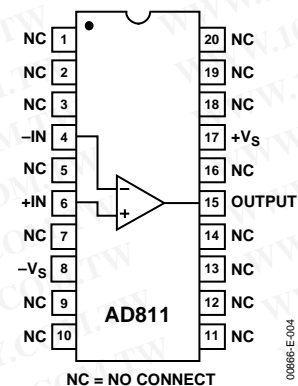 NC 1 20 NC
NC 2 19 NC
NC 3 18 NC
–IN 4 17 +VS
NC 5 16 NC
+IN 6 15 OUTPUT
NC 7 14 NC
–VS 8 13 NC
NC 9 12 NC
NC 10 11 NC
– 
+
AD811
NC = NO CONNECT
00866-E-004